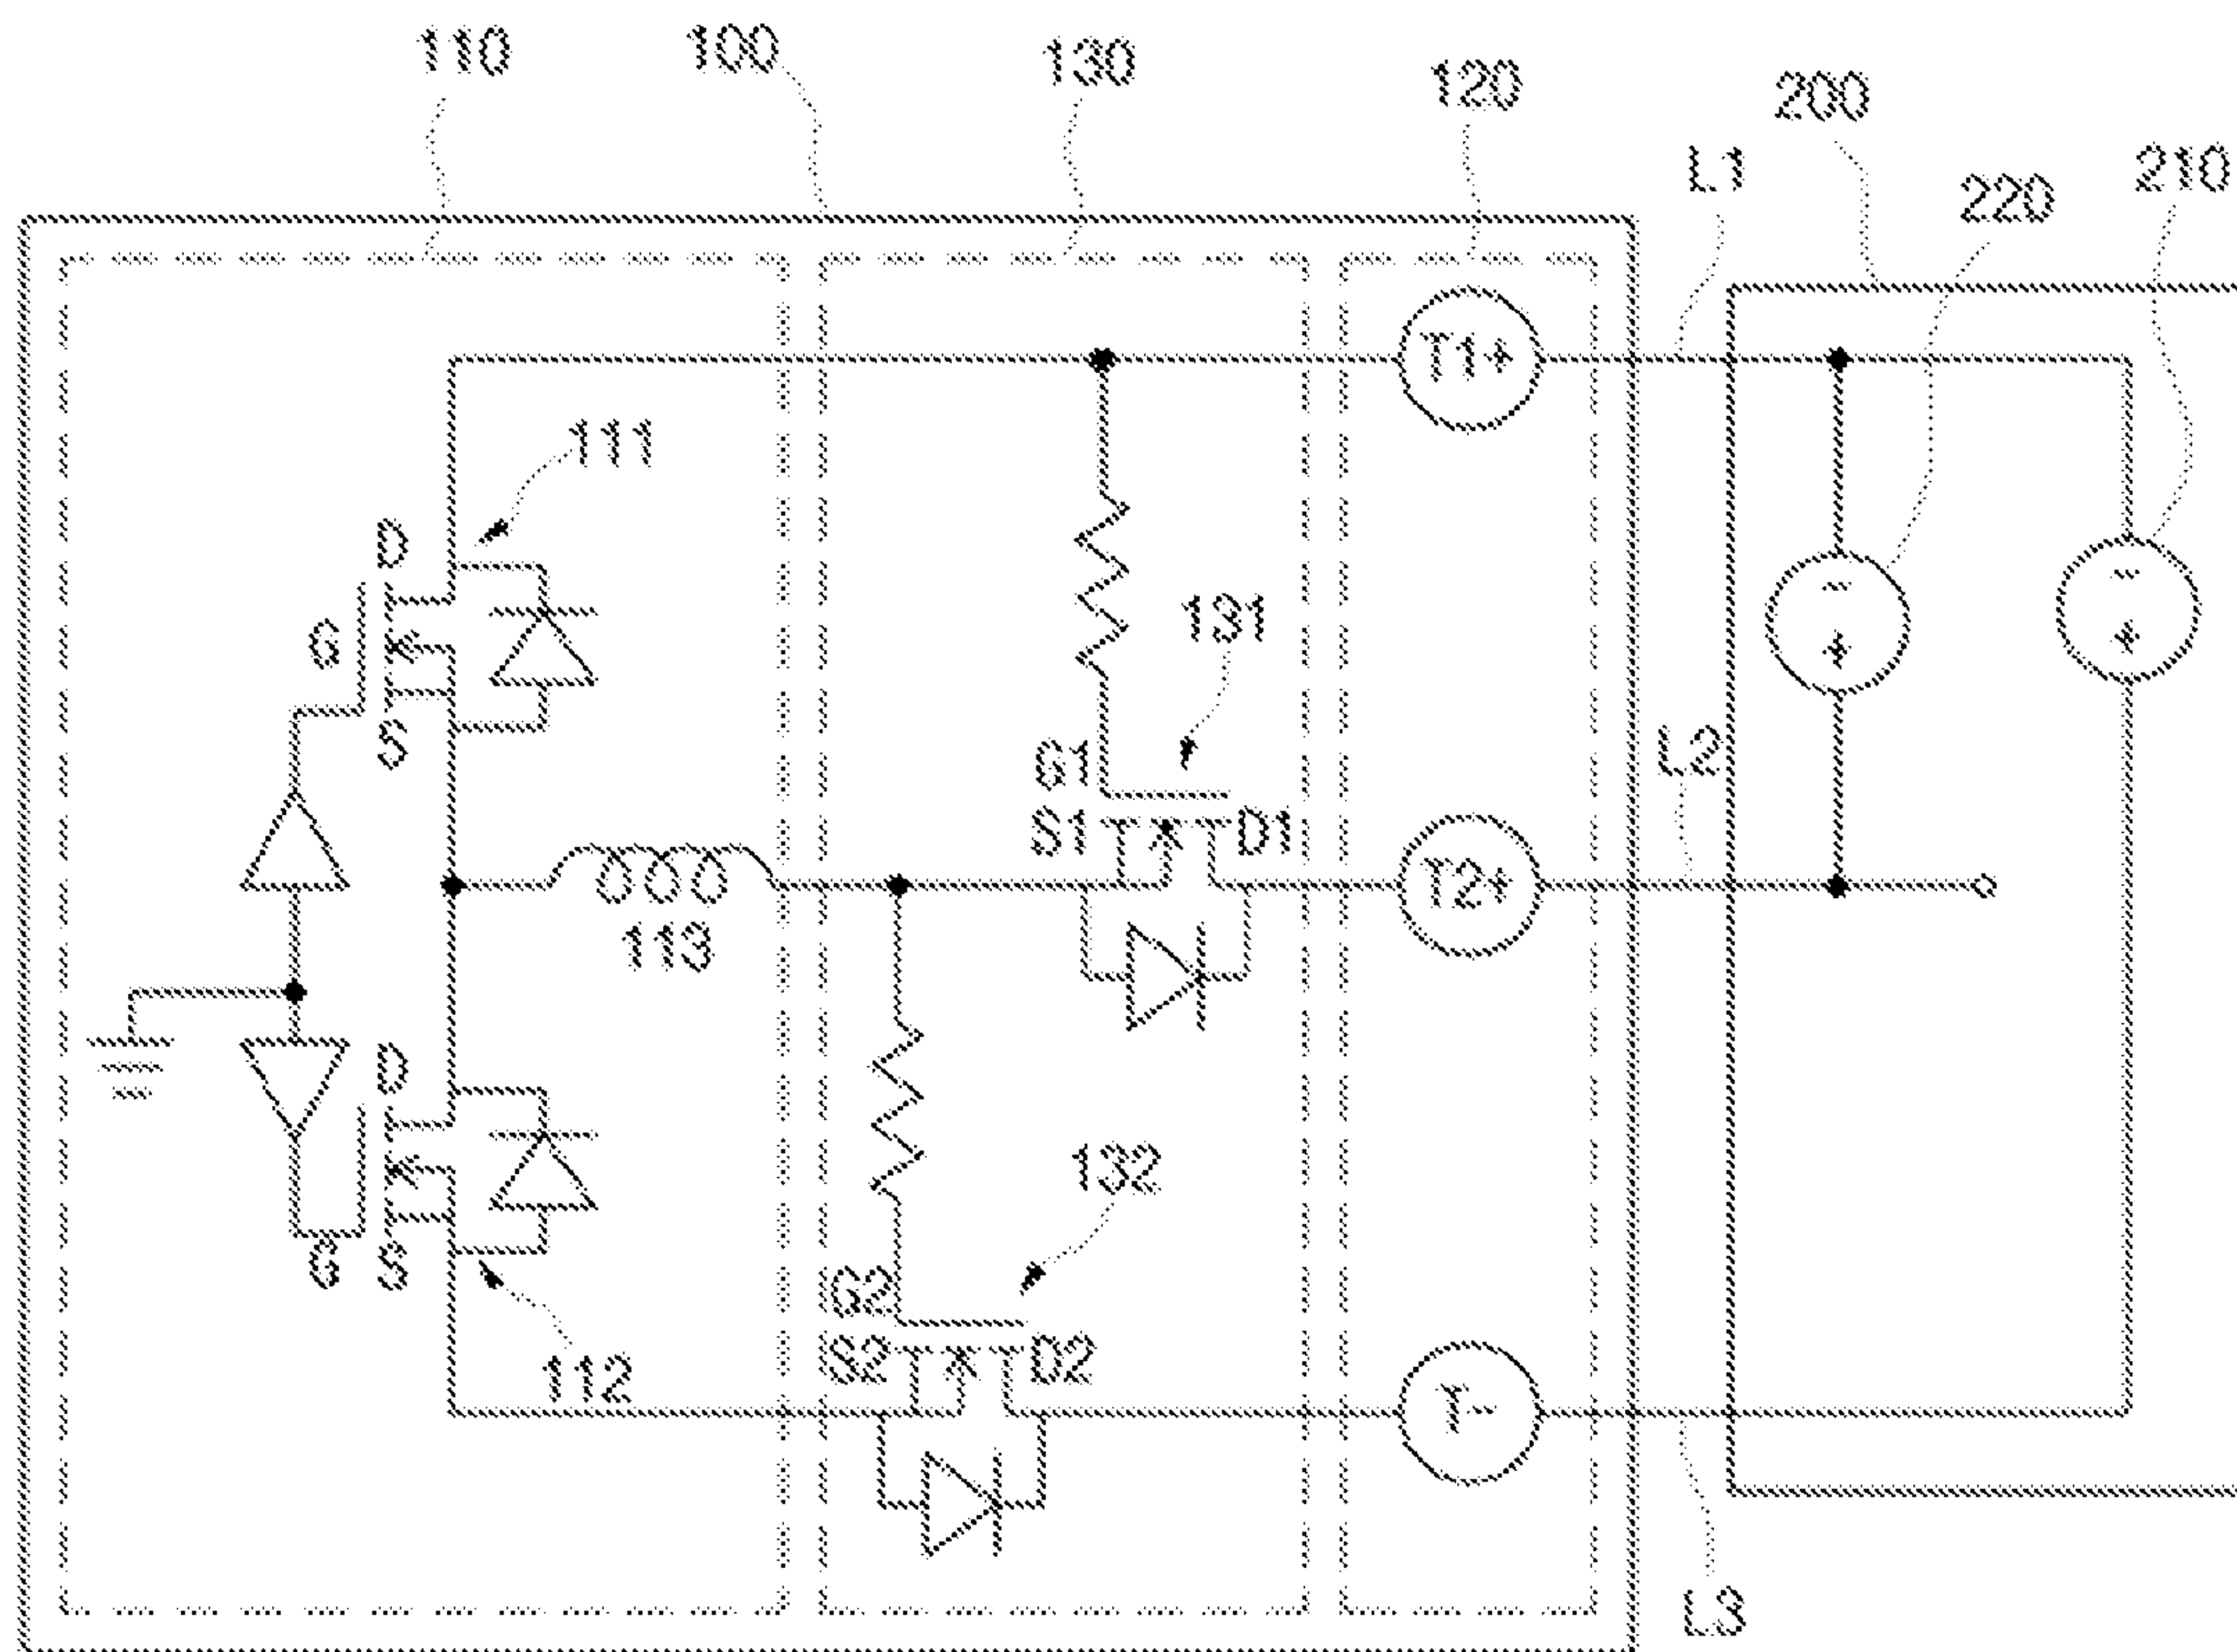 110
100
130
120
200
L1
220
210
T1+
111
D
G
S
131
G1
S1
D1
L2
T2+
113
D
G
S
132
G2
S2
D2
112
T-
L3
-
+
-
+